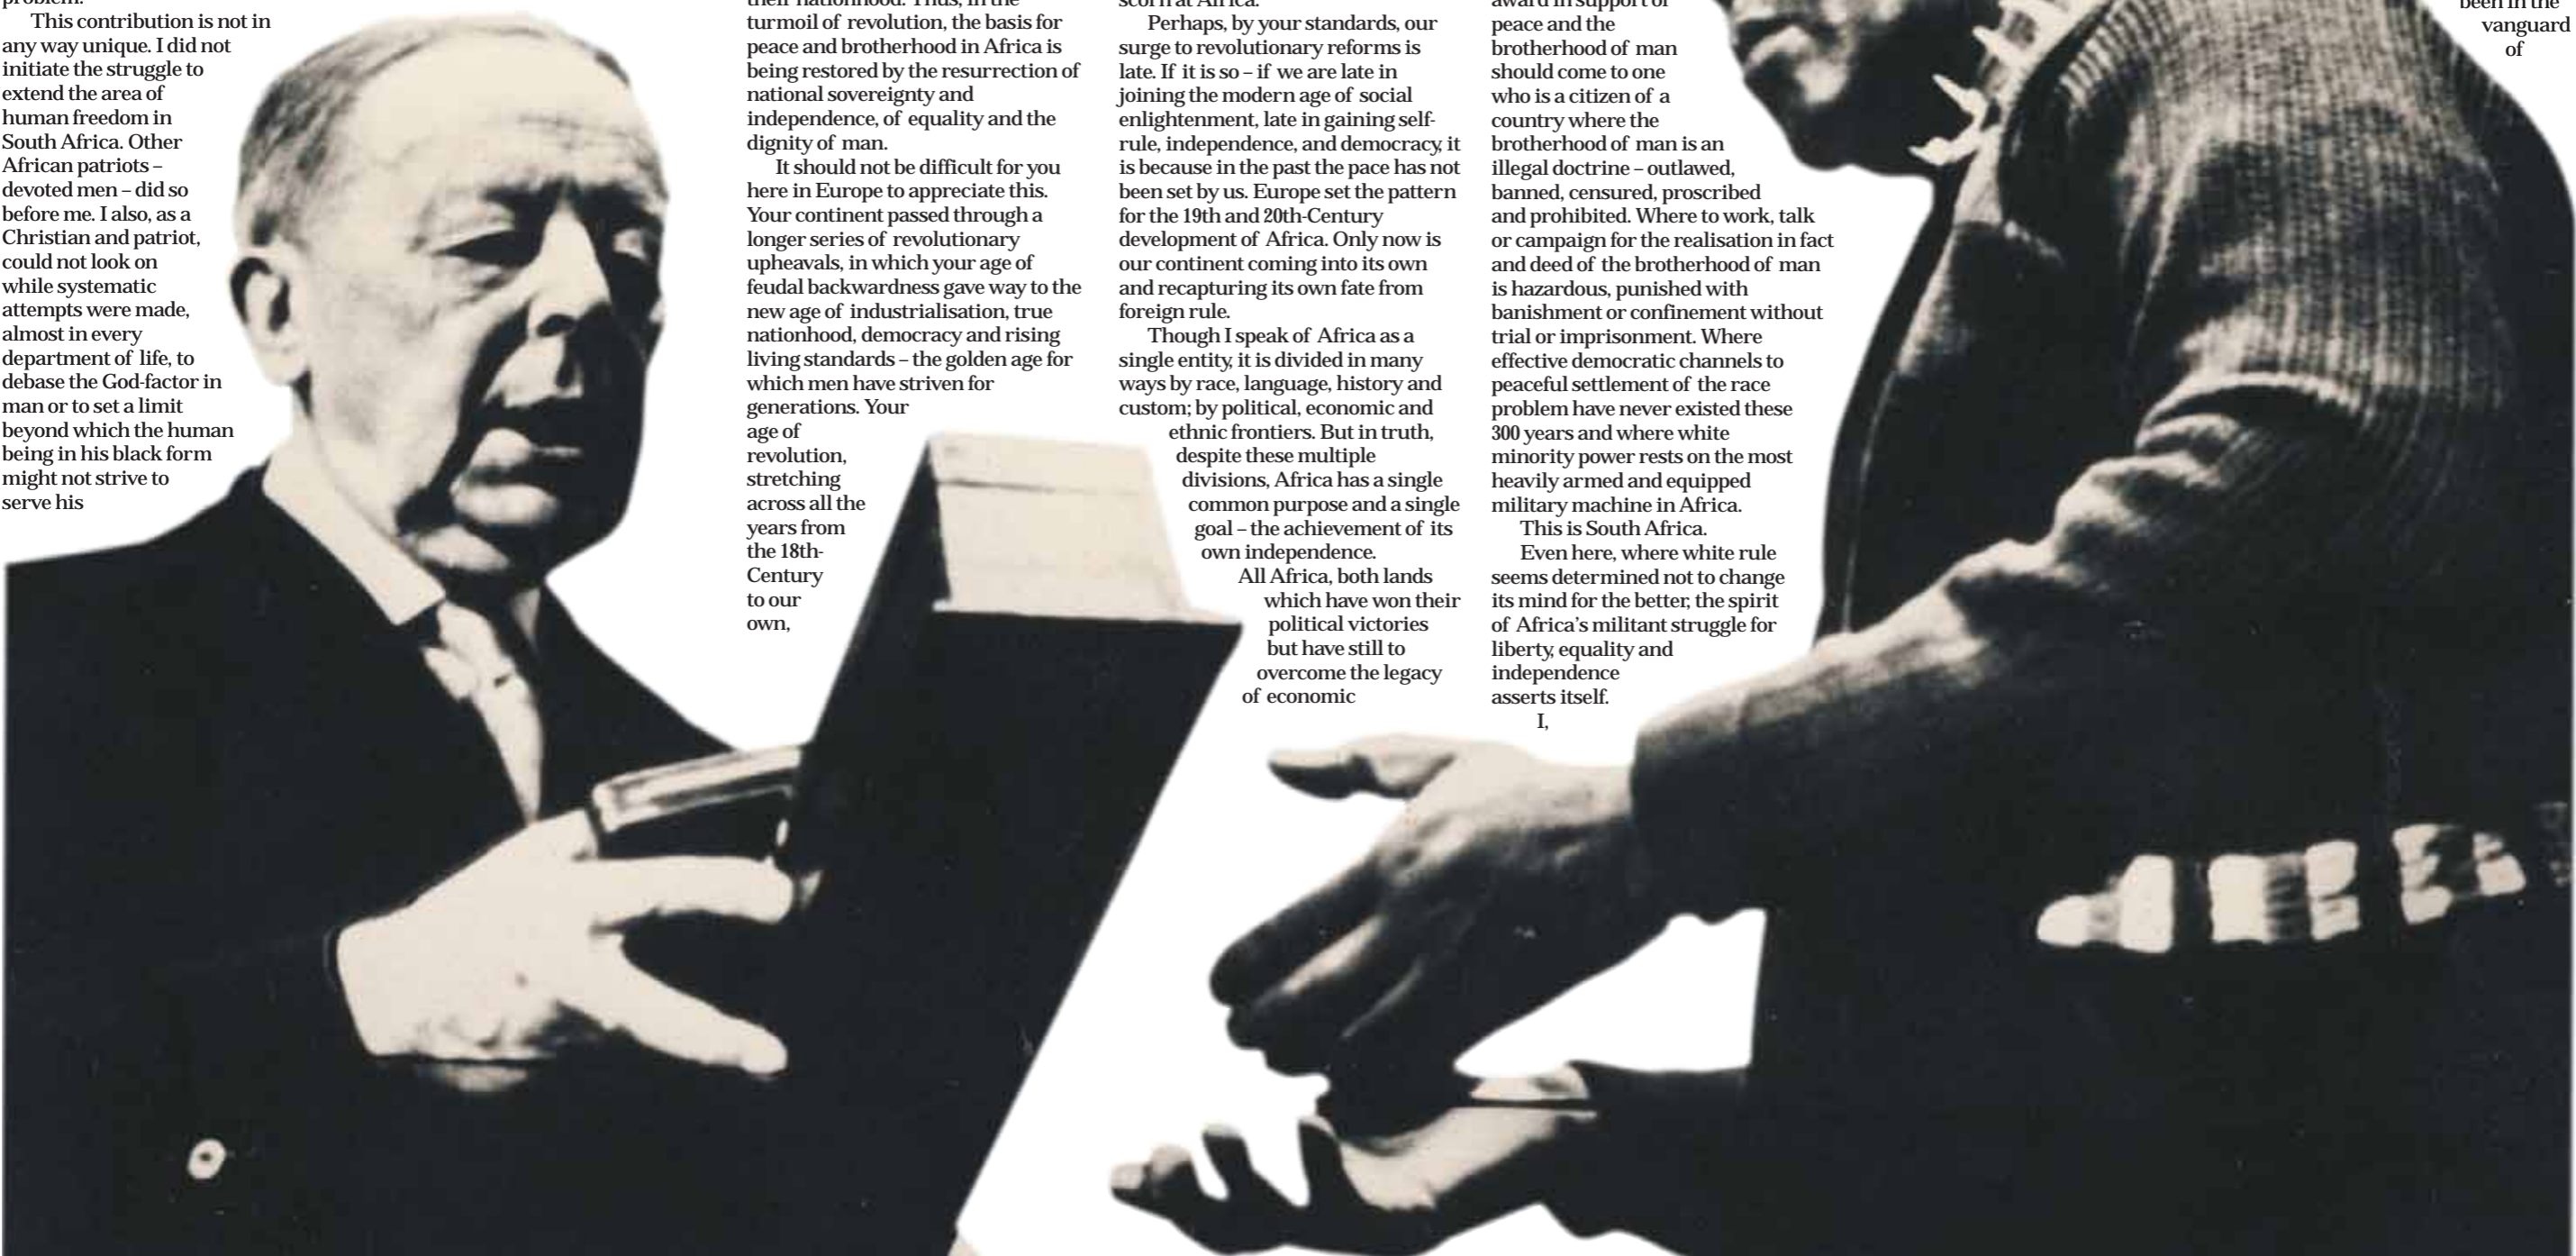 problem.
This contribution is not in
any way unique. I did not
initiate the struggle to
extend the area of
human freedom in
South Africa. Other
African patriots –
devoted men – did so
before me. I also, as a
Christian and patriot,
could not look on
while systematic
attempts were made,
almost in every
department of life, to
debase the God-factor in
man or to set a limit
beyond which the human
being in his black form
might not strive to
serve his
their nationhood. Thus, in the
turmoil of revolution, the basis for
peace and brotherhood in Africa is
being restored by the resurrection of
national sovereignty and
independence, of equality and the
dignity of man.
It should not be difficult for you
here in Europe to appreciate this.
Your continent passed through a
longer series of revolutionary
upheavals, in which your age of
feudal backwardness gave way to the
new age of industrialisation, true
nationhood, democracy and rising
living standards – the golden age for
which men have striven for
generations. Your
age of
revolution,
stretching
across all the
years from
the 18th-
Century
to our
own,
scorn at Africa.
Perhaps, by your standards, our
surge to revolutionary reforms is
late. If it is so – if we are late in
joining the modern age of social
enlightenment, late in gaining self-
rule, independence, and democracy, it
is because in the past the pace has not
been set by us. Europe set the pattern
for the 19th and 20th-Century
development of Africa. Only now is
our continent coming into its own
and recapturing its own fate from
foreign rule.
Though I speak of Africa as a
single entity, it is divided in many
ways by race, language, history and
custom; by political, economic and
ethnic frontiers. But in truth,
despite these multiple
divisions, Africa has a single
common purpose and a single
goal – the achievement of its
own independence.
All Africa, both lands
which have won their
political victories
but have still to
overcome the legacy
of economic
award in support of
peace and the
brotherhood of man
should come to one
who is a citizen of a
country where the
brotherhood of man is an
illegal doctrine – outlawed,
banned, censured, proscribed
and prohibited. Where to work, talk
or campaign for the realisation in fact
and deed of the brotherhood of man
is hazardous, punished with
banishment or confinement without
trial or imprisonment. Where
effective democratic channels to
peaceful settlement of the race
problem have never existed these
300 years and where white
minority power rests on the most
heavily armed and equipped
military machine in Africa.
This is South Africa.
Even here, where white rule
seems determined not to change
its mind for the better, the spirit
of Africa's militant struggle for
liberty, equality and
independence
asserts itself.
I,
been in the
vanguard
of